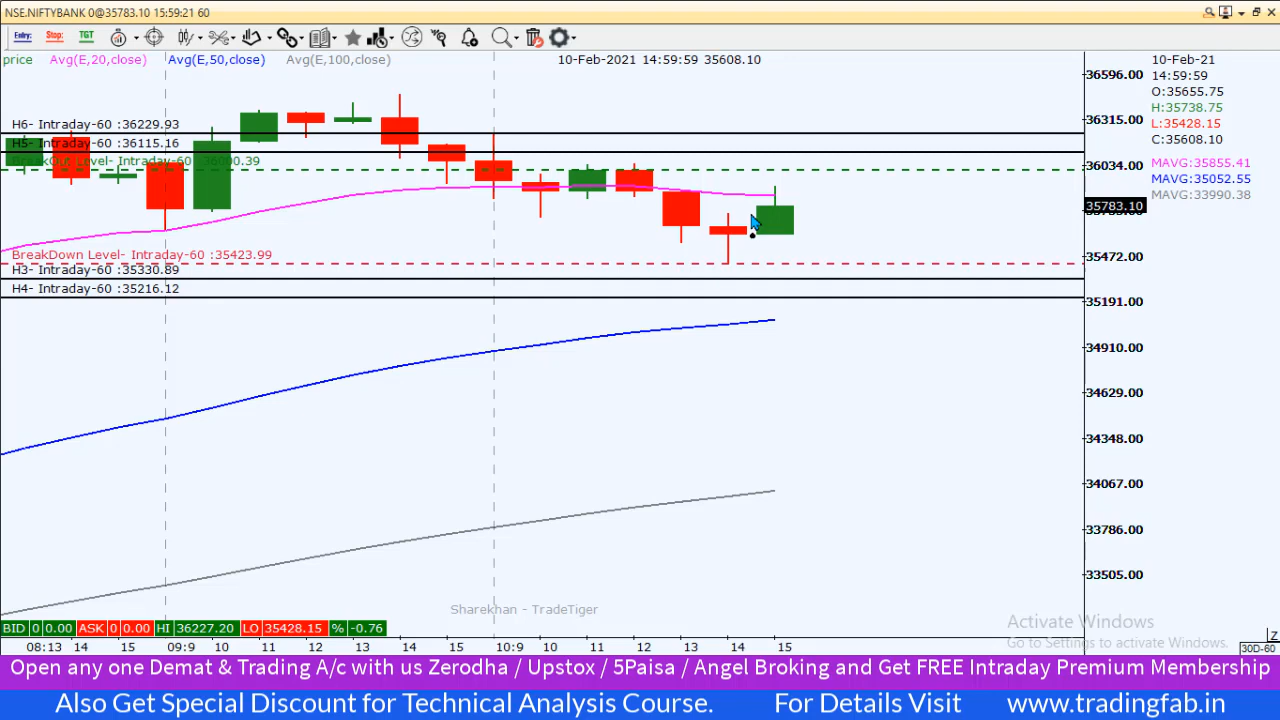 NSE.NIFTYBANK 0@35783.10 15:59:21 60
Entry: Stop: TGT
price Avg(E,20,close) Avg(E,50,close) Avg(E,100,close) 10-Feb-2021 14:59:59 35608.10
10-Feb-21
14:59:59
O:35655.75
H:35738.75
L:35428.15
C:35608.10
MAVG:35855.41
MAVG:35052.55
MAVG:33990.38
36596.00
36315.00
36034.00
35783.10
35472.00
35191.00
34910.00
34629.00
34348.00
34067.00
33786.00
33505.00
H6- Intraday-60 :36229.93
H5- Intraday-60 :36115.16
BreakOut Level- Intraday-60 :36000.39
BreakDown Level- Intraday-60 :35423.99
H3- Intraday-60 :35330.89
H4- Intraday-60 :35216.12
Sharekhan - TradeTiger
Activate Windows
Go to Settings to activate Windows.
BID 0 0.00 ASK 0 0.00 HI 36227.20 LO 35428.15 % -0.76
08:13 14 15 09:9 10 11 12 13 14 15 10:9 10 11 12 13 14 15
Z
30D-60
Open any one Demat & Trading A/c with us Zerodha / Upstox / 5Paisa / Angel Broking and Get FREE Intraday Premium Membership
Also Get Special Discount for Technical Analysis Course. For Details Visit www.tradingfab.in